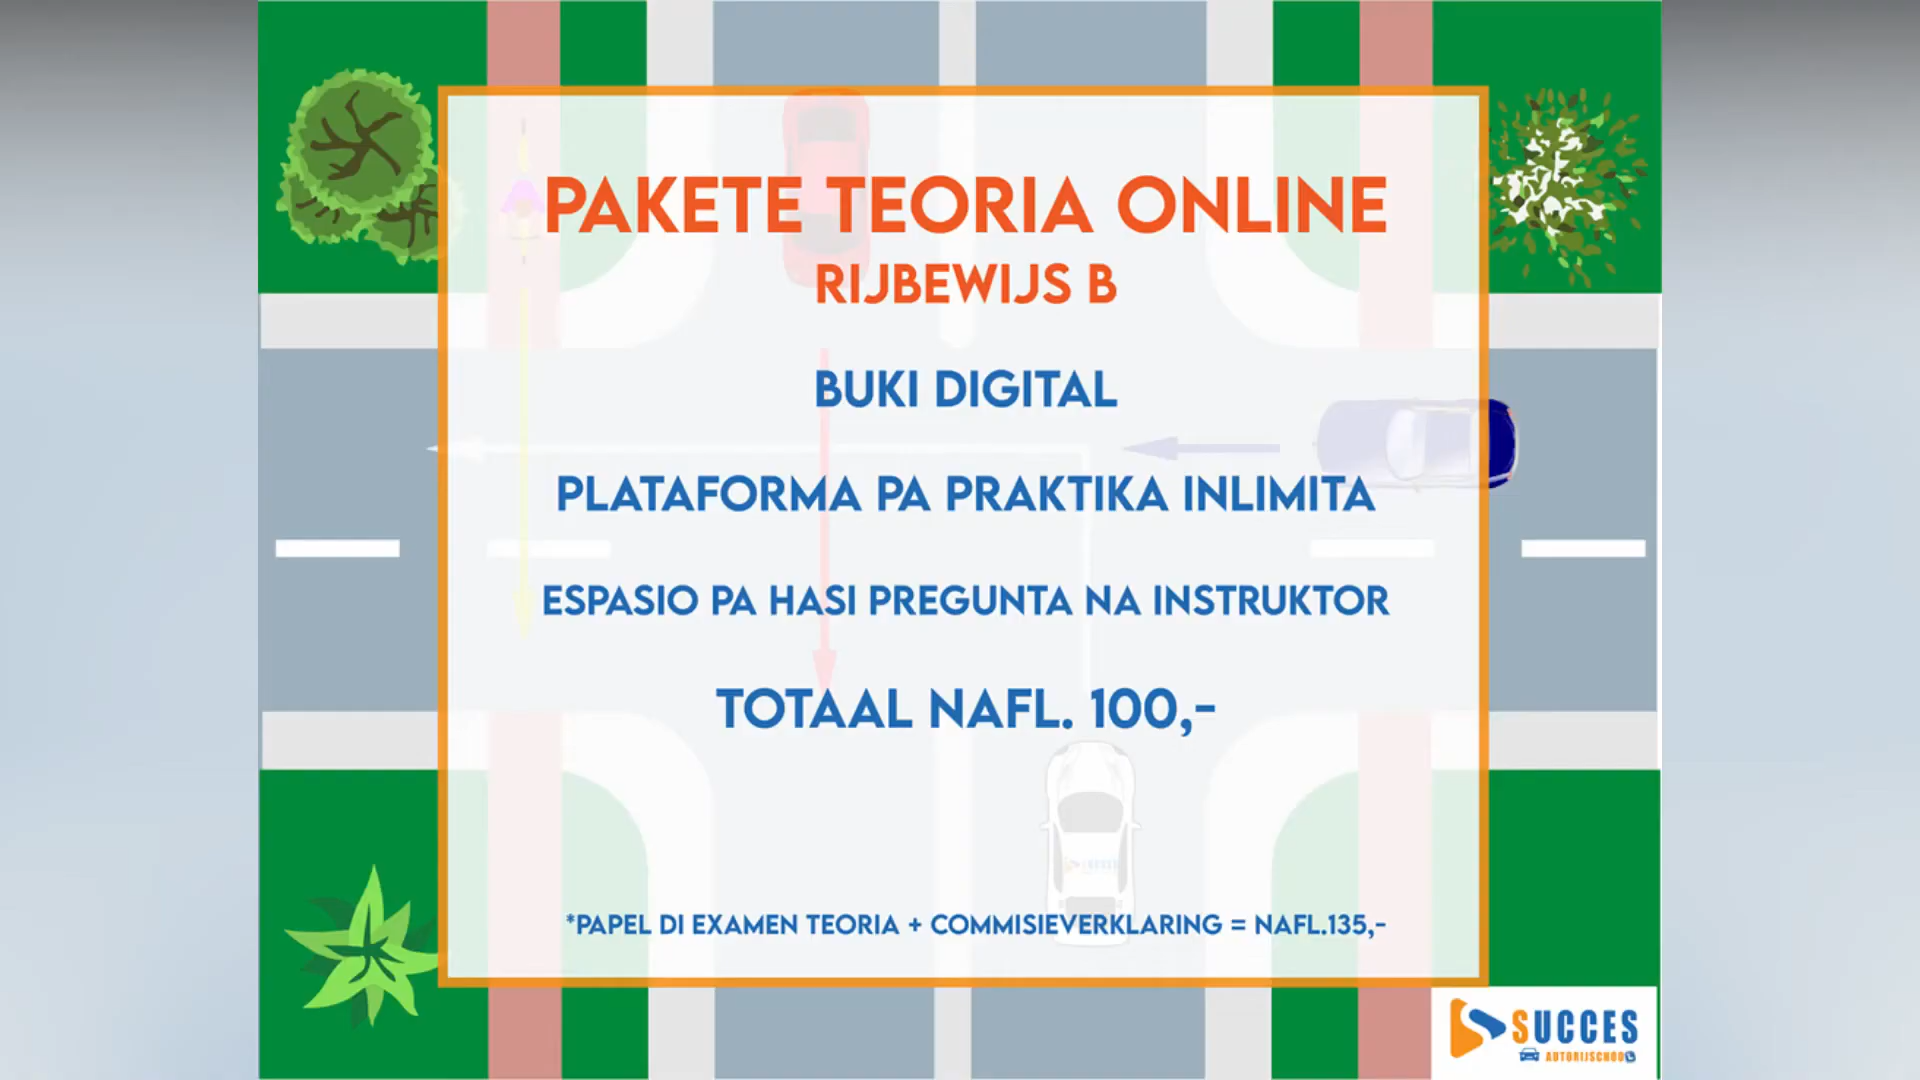 PAKETE TEORIA ONLINE
RIJBEWIJS B
BUKI DIGITAL
PLATAFORMA PA PRAKTIKA INLIMITA
ESPASIO PA HASI PREGUNTA NA INSTRUKTOR
TOTAAL NAFL. 100,-
*PAPEL DI EXAMEN TEORIA + COMMISIEVERKLARING = NAFL.135,-
SUCCES
AUTORIJSCHOOL